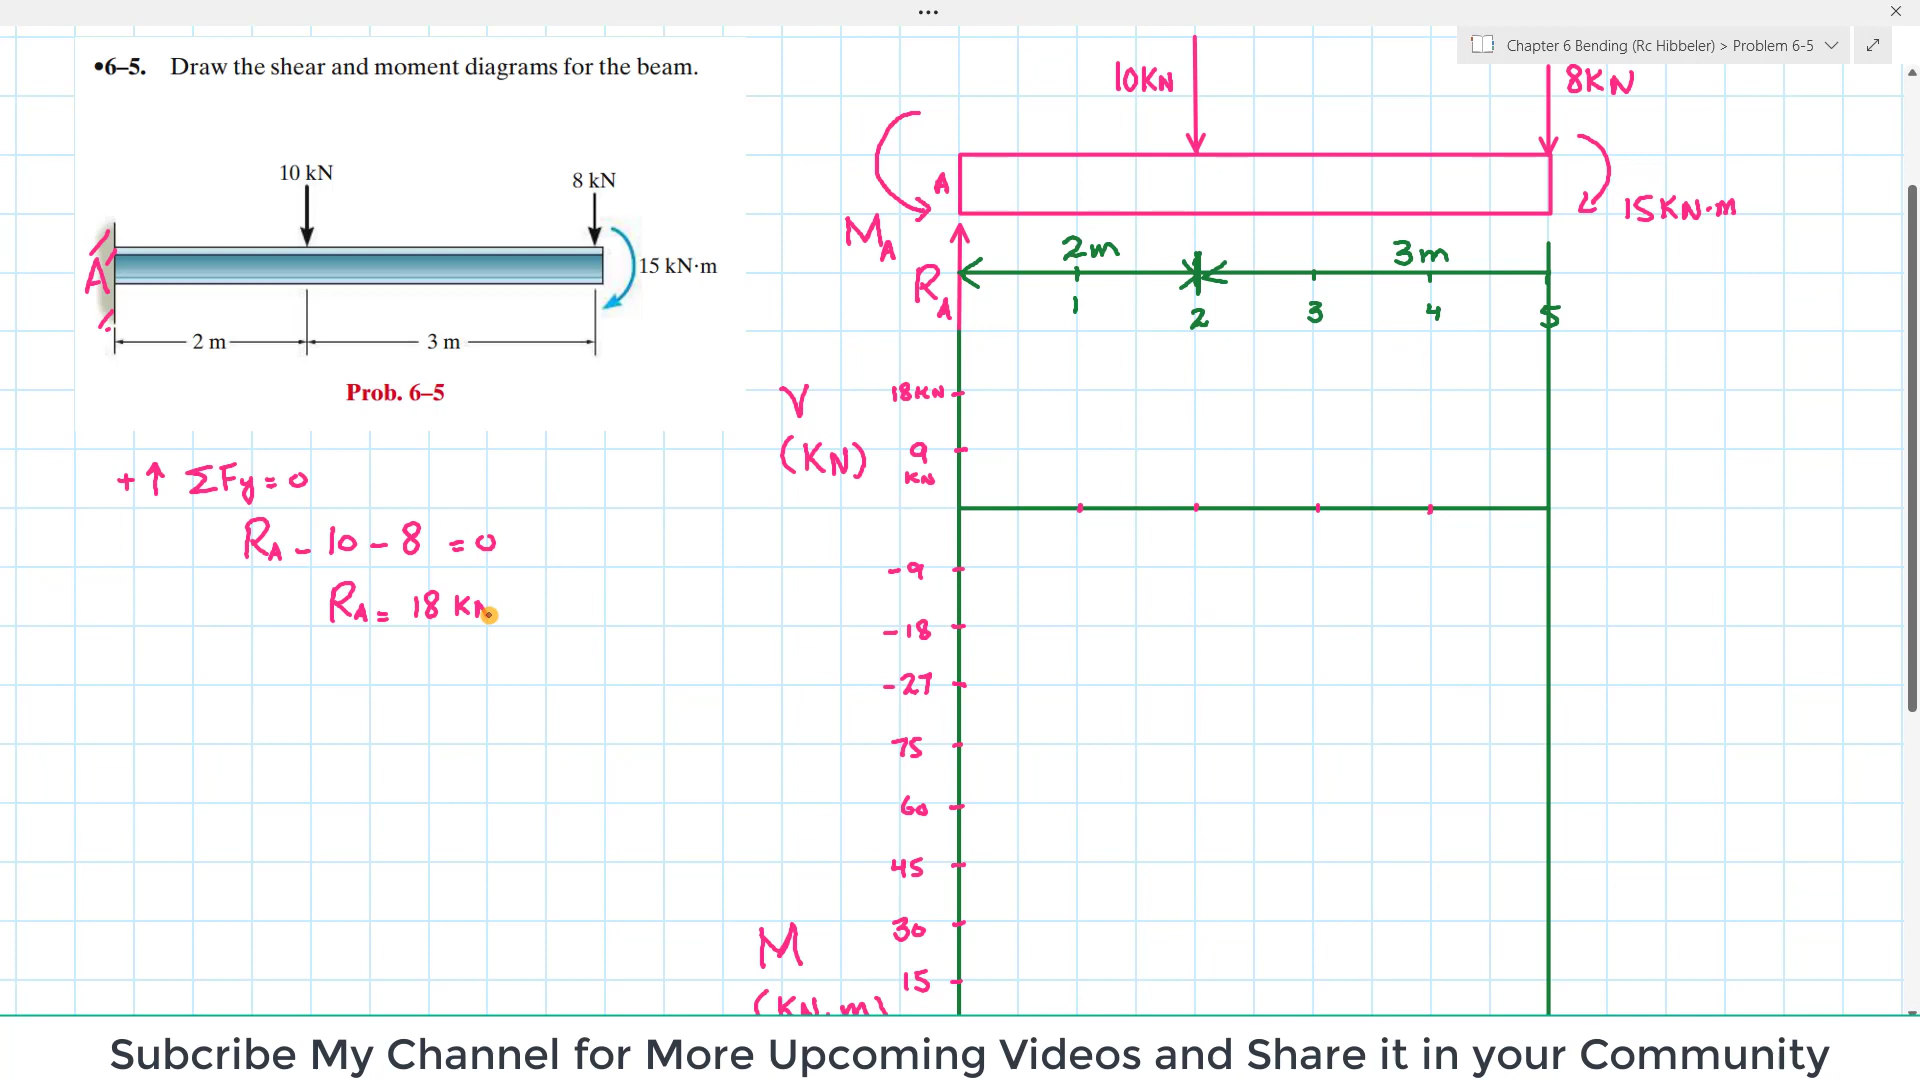 Chapter 6 Bending (Rc Hibbeler) > Problem 6-5
•6–5. Draw the shear and moment diagrams for the beam.
10 kN
8 kN
15 kN·m
A
2 m
3 m
Prob. 6–5
+ ↑ ΣFy = 0
RA - 10 - 8 = 0
RA = 18 KN
10KN
8KN
A
MA
15KN·m
RA
2m
3m
1
2
3
4
5
V
(KN)
18KN
9
KN
-9
-18
-27
75
60
45
30
15
M
(KN.m)
Subcribe My Channel for More Upcoming Videos and Share it in your Community